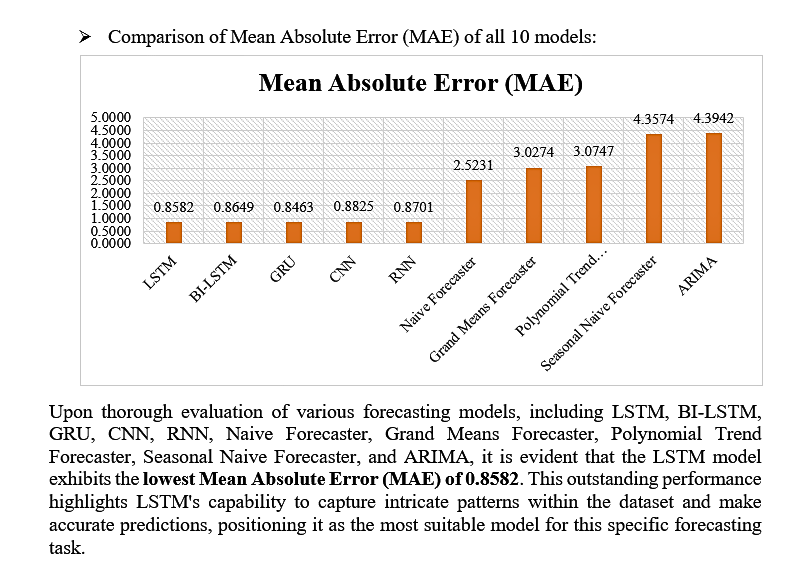 ➤ Comparison of Mean Absolute Error (MAE) of all 10 models:
Mean Absolute Error (MAE)
5.0000
4.5000
4.0000
3.5000
3.0000
2.5000
2.0000
1.5000
1.0000
0.5000
0.0000
0.8582 0.8649 0.8463 0.8825 0.8701 2.5231 3.0274 3.0747 4.3574 4.3942
LSTM
BI-LSTM
GRU
CNN
RNN
Naive Forecaster
Grand Means Forecaster
Polynomial Trend…
Seasonal Naive Forecaster
ARIMA
Upon thorough evaluation of various forecasting models, including LSTM, BI-LSTM,
GRU, CNN, RNN, Naive Forecaster, Grand Means Forecaster, Polynomial Trend
Forecaster, Seasonal Naive Forecaster, and ARIMA, it is evident that the LSTM model
exhibits the lowest Mean Absolute Error (MAE) of 0.8582. This outstanding performance
highlights LSTM's capability to capture intricate patterns within the dataset and make
accurate predictions, positioning it as the most suitable model for this specific forecasting
task.